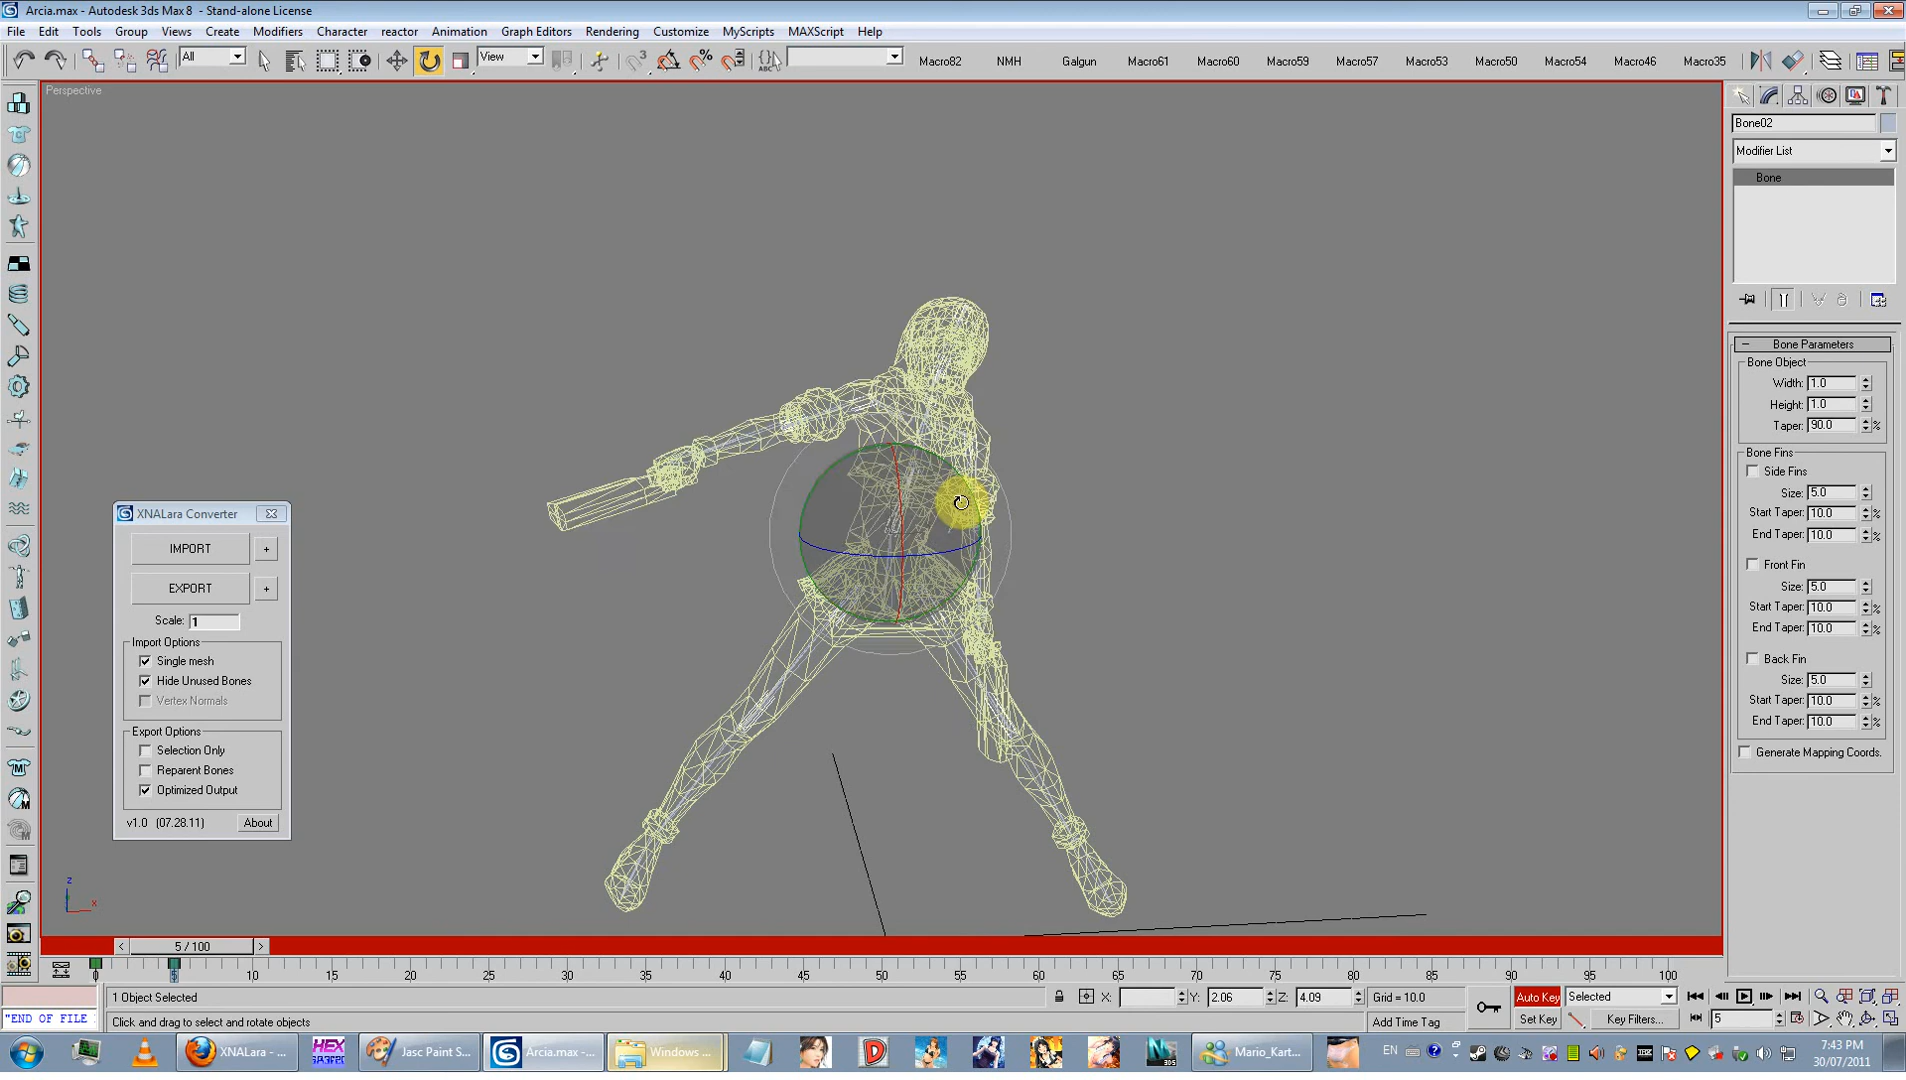 Arcia.max - Autodesk 3ds Max 8 - Stand-alone License
File Edit Tools Group Views Create Modifiers Character reactor Animation Graph Editors Rendering Customize MyScripts MAXScript Help
All View Macro82 NMH Galgun Macro61 Macro60 Macro59 Macro57 Macro53 Macro50 Macro54 Macro46 Macro35
Perspective
Bone02
Modifier List
Bone
XNALara Converter
IMPORT +
EXPORT +
Scale: 1
Import Options
Single mesh
Hide Unused Bones
Vertex Normals
Export Options
Selection Only
Reparent Bones
Optimized Output
v1.0 (07.28.11) About
Bone Parameters
Bone Object
Width: 1.0
Height: 1.0
Taper: 90.0 %
Bone Fins
Side Fins
Size: 5.0
Start Taper: 10.0 %
End Taper: 10.0 %
Front Fin
Size: 5.0
Start Taper: 10.0 %
End Taper: 10.0 %
Back Fin
Size: 5.0
Start Taper: 10.0 %
End Taper: 10.0 %
Generate Mapping Coords.
z
x
< 5 / 100 >
0 5 10 15 20 25 30 35 40 45 50 55 60 65 70 75 80 85 90 95 100
1 Object Selected X: Y: 2.06 Z: 4.09 Grid = 10.0 Auto Key Selected
"END OF FILE Click and drag to select and rotate objects Add Time Tag Set Key Key Filters... 5
XNALara - ... HEX Jasc Paint S... Arcia.max -... Windows ... Mario_Kart... EN
7:43 PM
30/07/2011